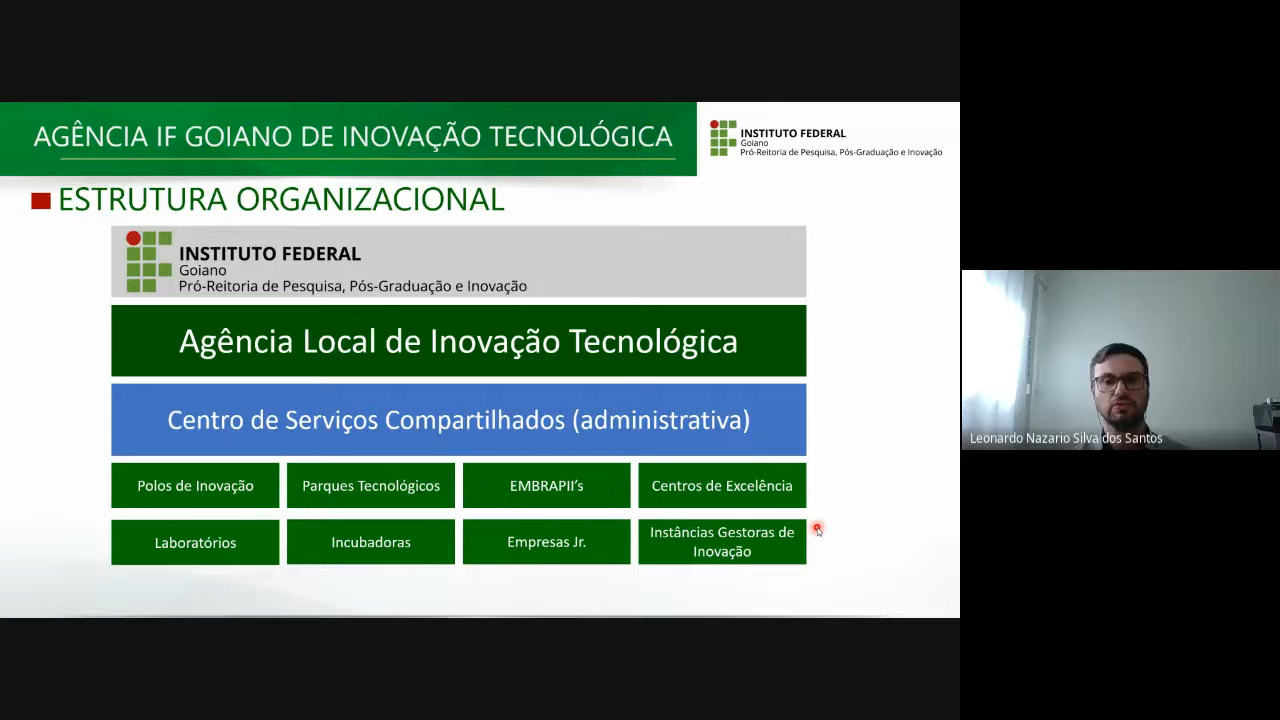 AGÊNCIA IF GOIANO DE INOVAÇÃO TECNOLÓGICA
INSTITUTO FEDERAL
Goiano
Pró-Reitoria de Pesquisa, Pós-Graduação e Inovação
ESTRUTURA ORGANIZACIONAL
INSTITUTO FEDERAL
Goiano
Pró-Reitoria de Pesquisa, Pós-Graduação e Inovação
Agência Local de Inovação Tecnológica
Centro de Serviços Compartilhados (administrativa)
Polos de Inovação
Parques Tecnológicos
EMBRAPII’s
Centros de Excelência
Laboratórios
Incubadoras
Empresas Jr.
Instâncias Gestoras de
Inovação
Leonardo Nazario Silva dos Santos